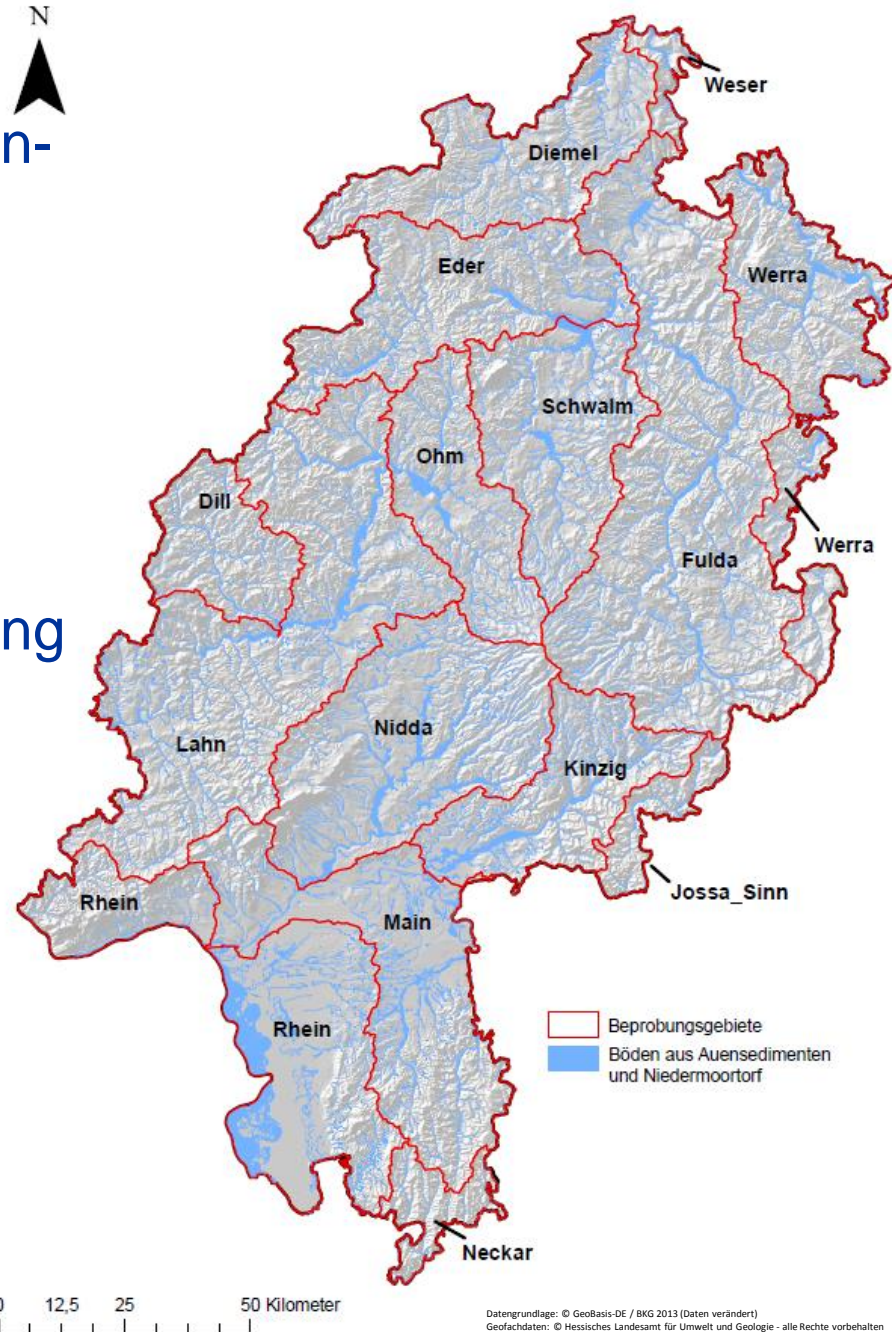 N
n-
Weser
Diemel
Eder
Werra
Schwalm
Ohm
Dill
Werra
Fulda
ng
Nidda
Lahn
Kinzig
Jossa_Sinn
Rhein
Main
Rhein
Beprobungsgebiete
Böden aus Auensedimenten
und Niedermoortorf
Neckar
0 12,5 25 50 Kilometer
Datengrundlage: © GeoBasis-DE / BKG 2013 (Daten verändert)
Geofachdaten: © Hessisches Landesamt für Umwelt und Geologie - alle Rechte vorbehalten